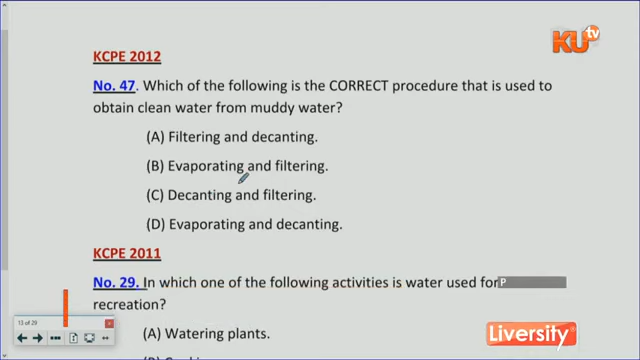 KU tv
KCPE 2012
No. 47. Which of the following is the CORRECT procedure that is used to
obtain clean water from muddy water?
(A) Filtering and decanting.
(B) Evaporating and filtering.
(C) Decanting and filtering.
(D) Evaporating and decanting.
KCPE 2011
No. 29. In which one of the following activities is water used for
P
recreation?
13 of 29
(A) Watering plants.
Liversity